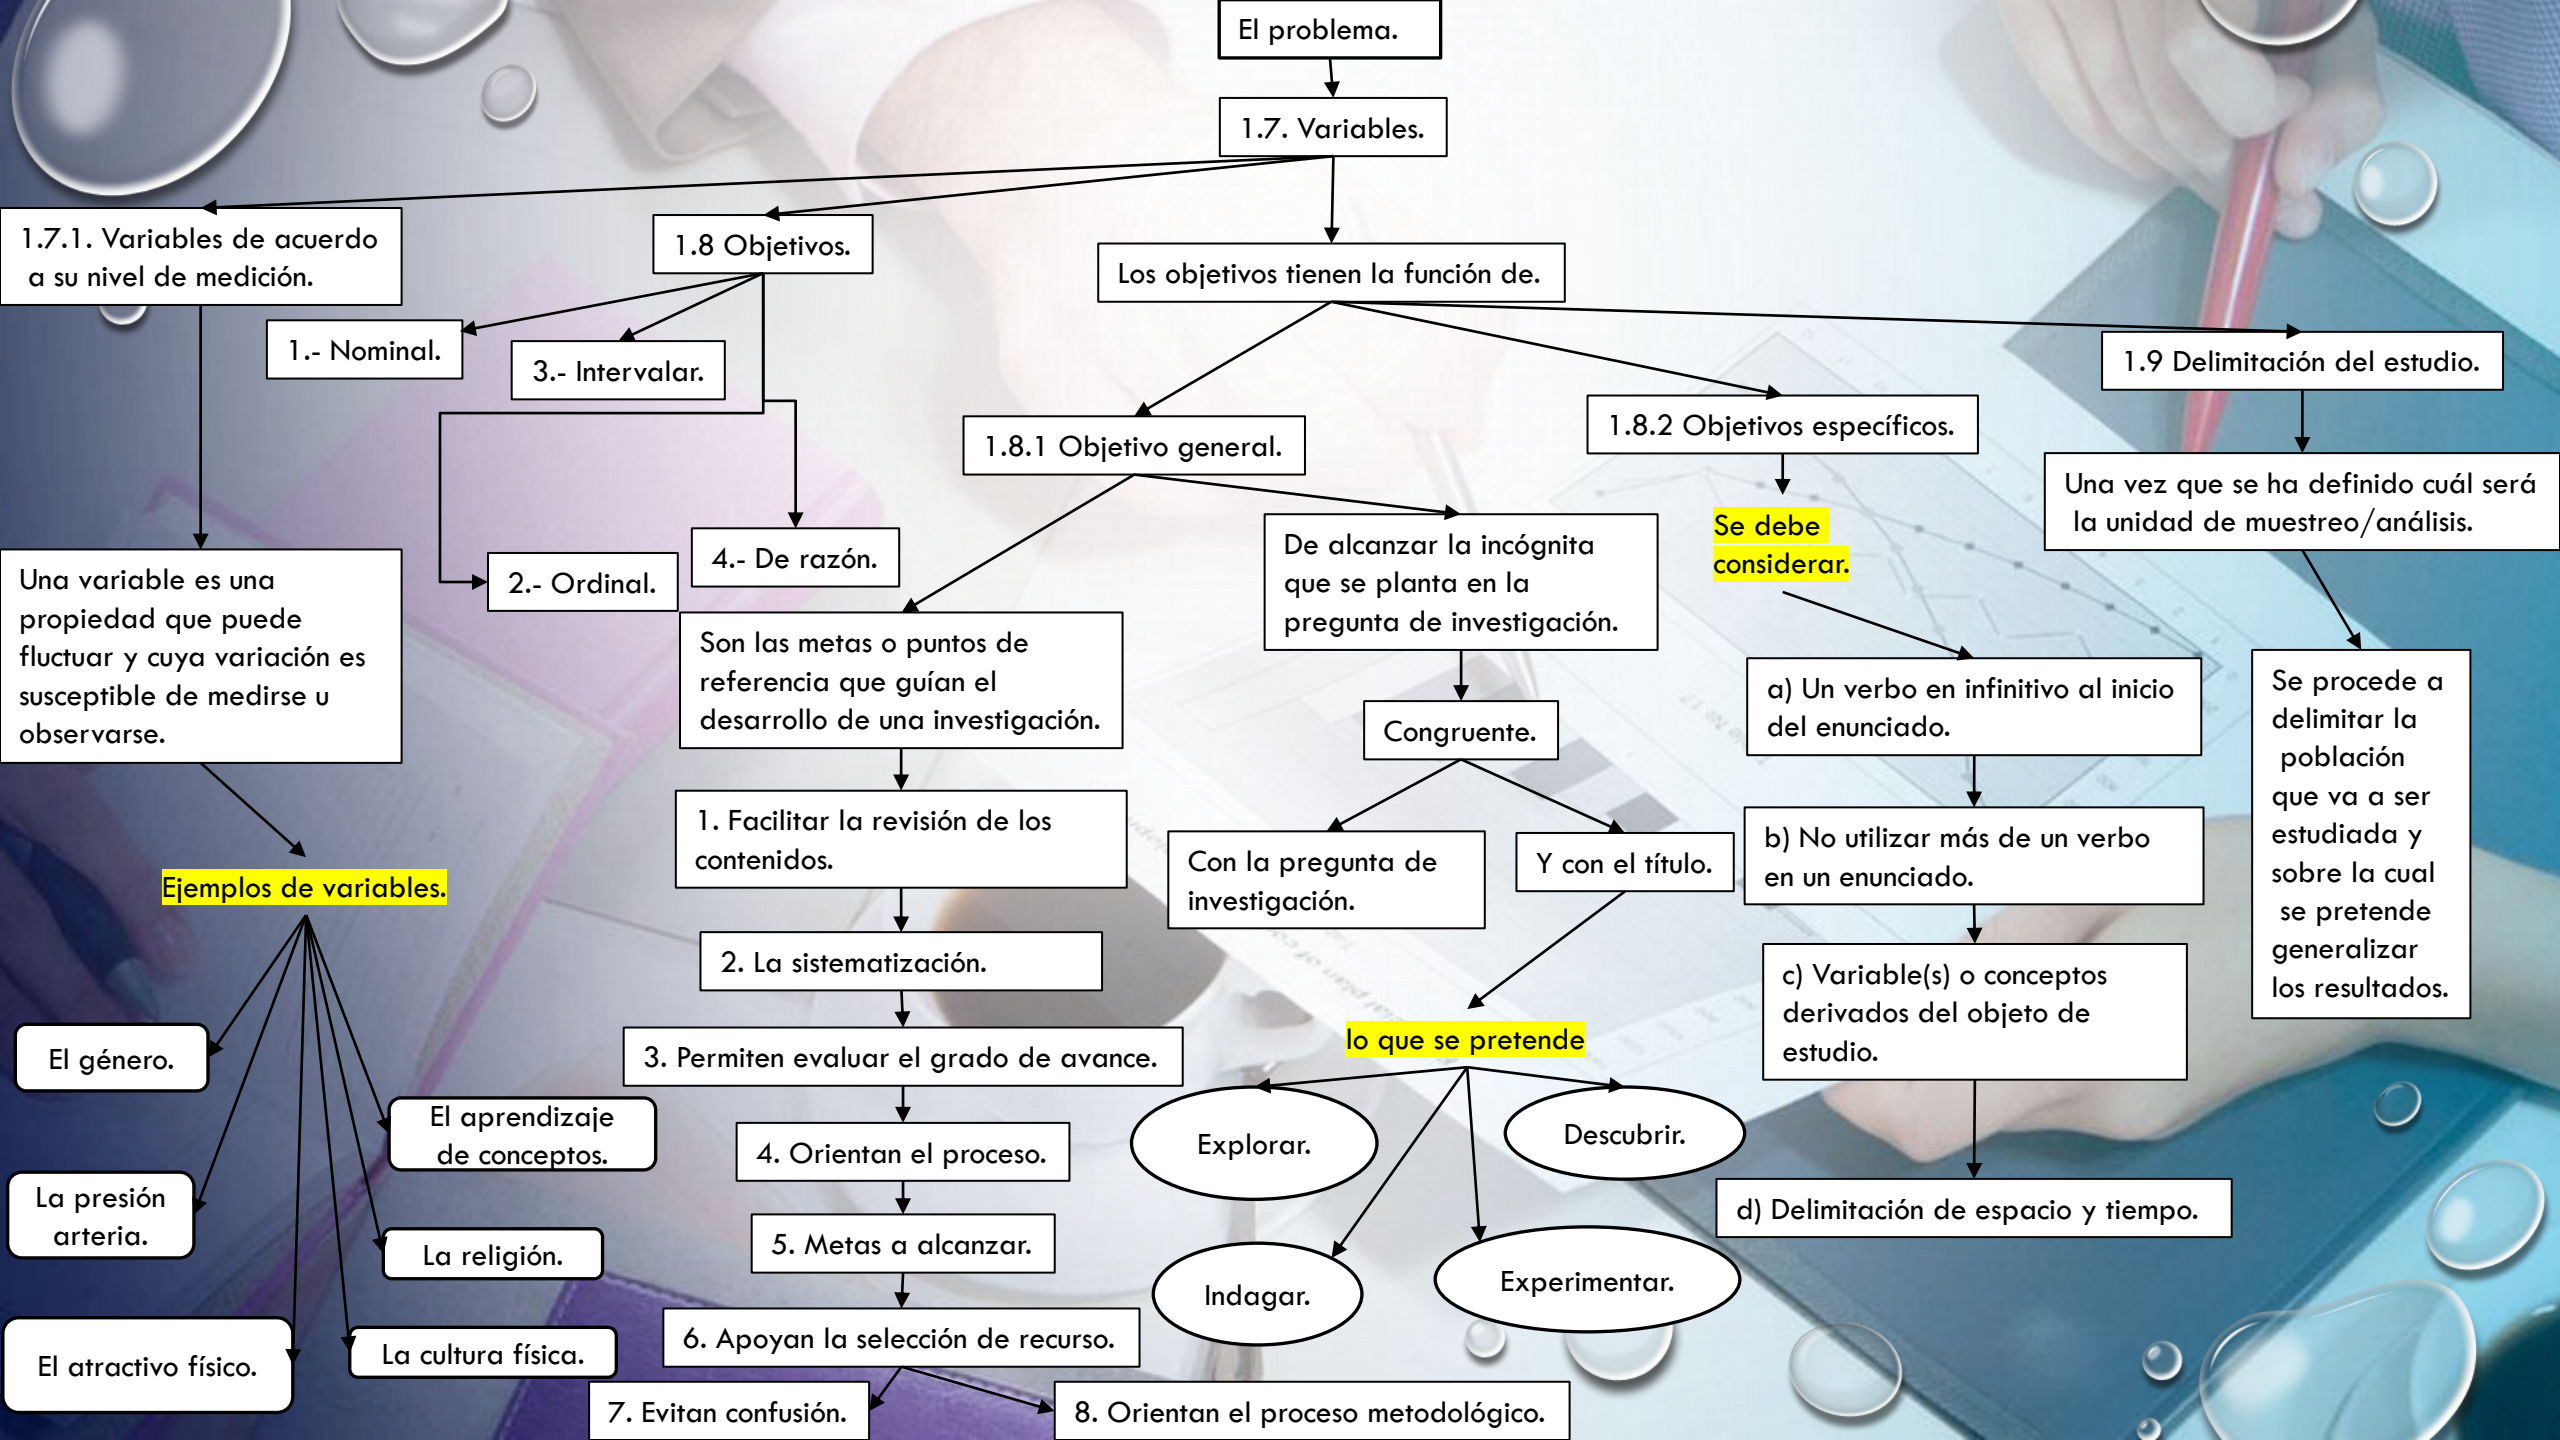 El problema.
1.7. Variables.
1.7.1. Variables de acuerdo
a su nivel de medición.
1.8 Objetivos.
Los objetivos tienen la función de.
1.- Nominal.
3.- Intervalar.
1.9 Delimitación del estudio.
1.8.1 Objetivo general.
1.8.2 Objetivos específicos.
Una vez que se ha definido cuál será
la unidad de muestreo/análisis.
Una variable es una
propiedad que puede
fluctuar y cuya variación es
susceptible de medirse u
observarse.
2.- Ordinal.
4.- De razón.
Son las metas o puntos de
referencia que guían el
desarrollo de una investigación.
De alcanzar la incógnita
que se planta en la
pregunta de investigación.
Se debe
considerar.
a) Un verbo en infinitivo al inicio
del enunciado.
Se procede a
delimitar la
población
que va a ser
estudiada y
sobre la cual
se pretende
generalizar
los resultados.
Congruente.
1. Facilitar la revisión de los
contenidos.
Con la pregunta de
investigación.
Y con el título.
b) No utilizar más de un verbo
en un enunciado.
Ejemplos de variables.
2. La sistematización.
c) Variable(s) o conceptos
derivados del objeto de
estudio.
El género.
3. Permiten evaluar el grado de avance.
lo que se pretende
El aprendizaje
de conceptos.
4. Orientan el proceso.
Explorar.
Descubrir.
La presión
arteria.
La religión.
5. Metas a alcanzar.
d) Delimitación de espacio y tiempo.
Indagar.
Experimentar.
El atractivo físico.
La cultura física.
6. Apoyan la selección de recurso.
7. Evitan confusión.
8. Orientan el proceso metodológico.